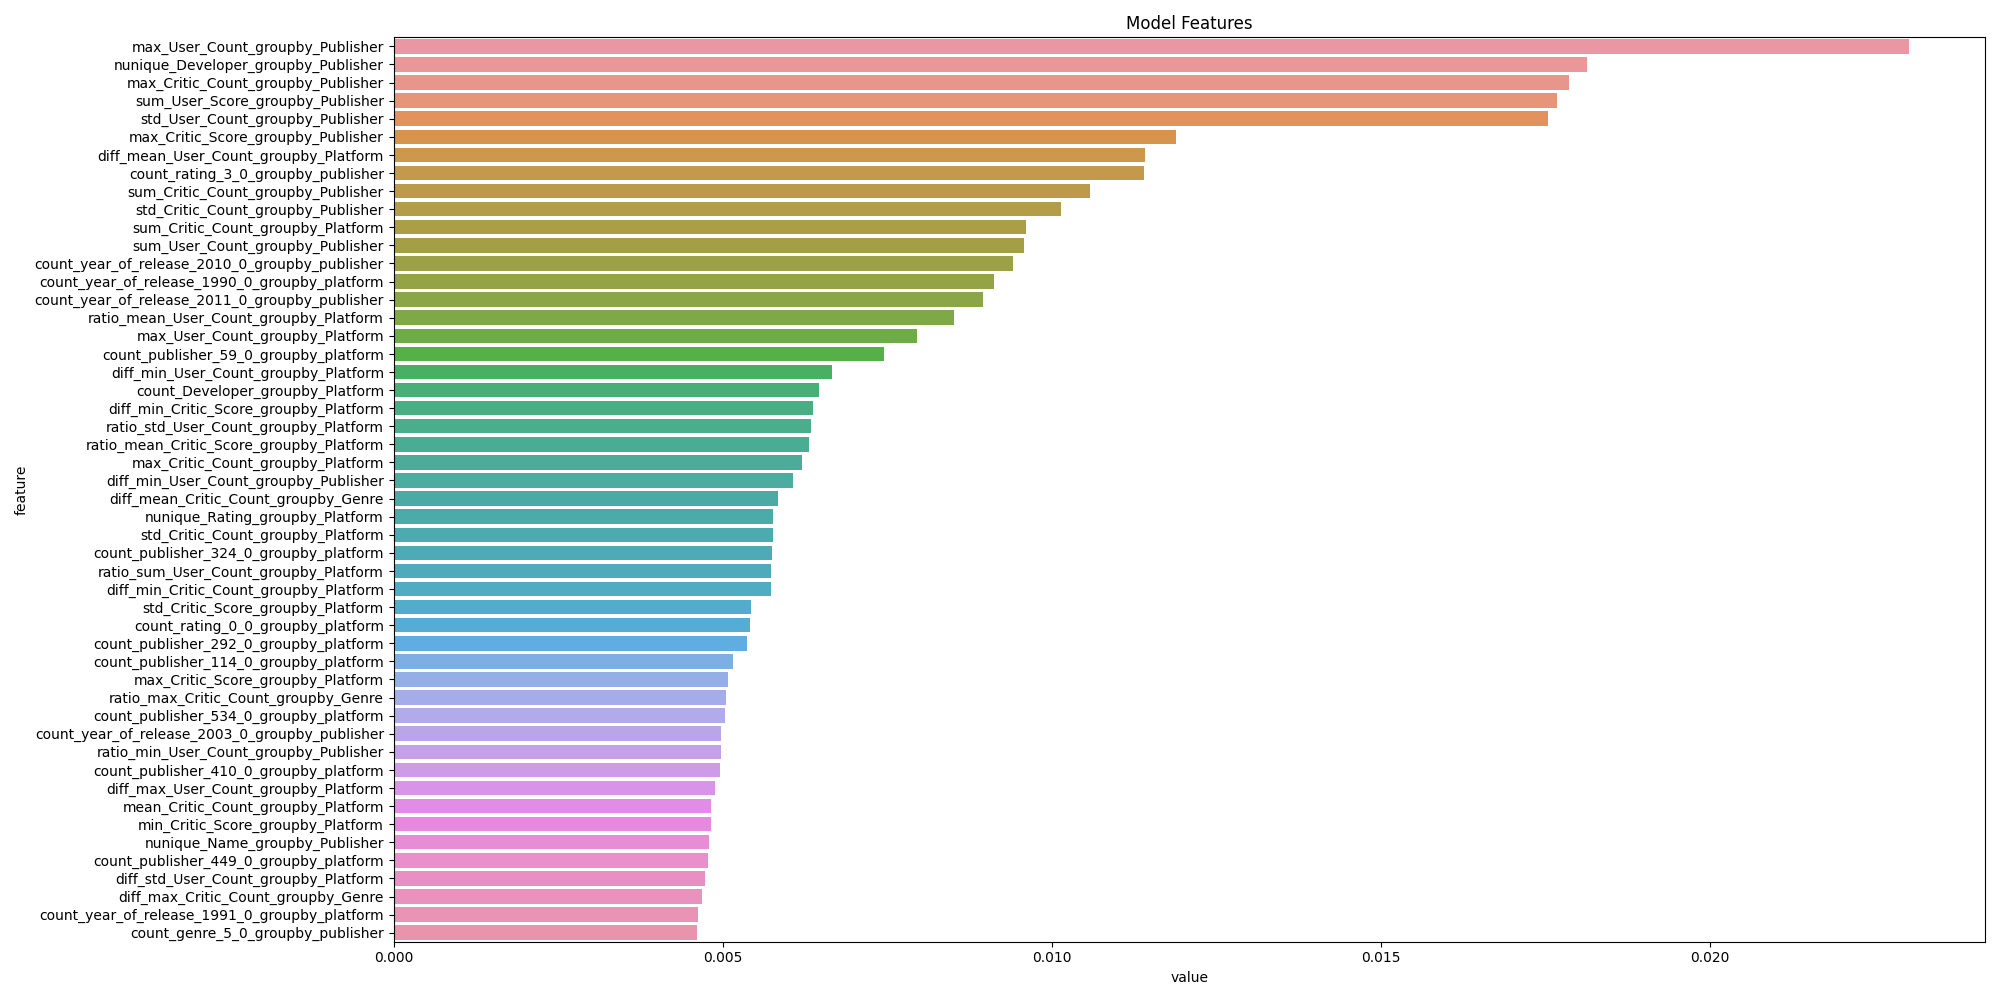 Model Features
max_User_Count_groupby_Publisher
nunique_Developer_groupby_Publisher
max_Critic_Count_groupby_Publisher
sum_User_Score_groupby_Publisher
std_User_Count_groupby_Publisher
max_Critic_Score_groupby_Publisher
diff_mean_User_Count_groupby_Platform
count_rating_3_0_groupby_publisher
sum_Critic_Count_groupby_Publisher
std_Critic_Count_groupby_Publisher
sum_Critic_Count_groupby_Platform
sum_User_Count_groupby_Publisher
count_year_of_release_2010_0_groupby_publisher
count_year_of_release_1990_0_groupby_platform
count_year_of_release_2011_0_groupby_publisher
ratio_mean_User_Count_groupby_Platform
max_User_Count_groupby_Platform
count_publisher_59_0_groupby_platform
diff_min_User_Count_groupby_Platform
count_Developer_groupby_Platform
diff_min_Critic_Score_groupby_Platform
ratio_std_User_Count_groupby_Platform
ratio_mean_Critic_Score_groupby_Platform
max_Critic_Count_groupby_Platform
diff_min_User_Count_groupby_Publisher
diff_mean_Critic_Count_groupby_Genre
nunique_Rating_groupby_Platform
std_Critic_Count_groupby_Platform
count_publisher_324_0_groupby_platform
ratio_sum_User_Count_groupby_Platform
diff_min_Critic_Count_groupby_Platform
std_Critic_Score_groupby_Platform
count_rating_0_0_groupby_platform
count_publisher_292_0_groupby_platform
count_publisher_114_0_groupby_platform
max_Critic_Score_groupby_Platform
ratio_max_Critic_Count_groupby_Genre
count_publisher_534_0_groupby_platform
count_year_of_release_2003_0_groupby_publisher
ratio_min_User_Count_groupby_Publisher
count_publisher_410_0_groupby_platform
diff_max_User_Count_groupby_Platform
mean_Critic_Count_groupby_Platform
min_Critic_Score_groupby_Platform
nunique_Name_groupby_Publisher
count_publisher_449_0_groupby_platform
diff_std_User_Count_groupby_Platform
diff_max_Critic_Count_groupby_Genre
count_year_of_release_1991_0_groupby_platform
count_genre_5_0_groupby_publisher
feature
0.000 0.005 0.010 0.015 0.020
value